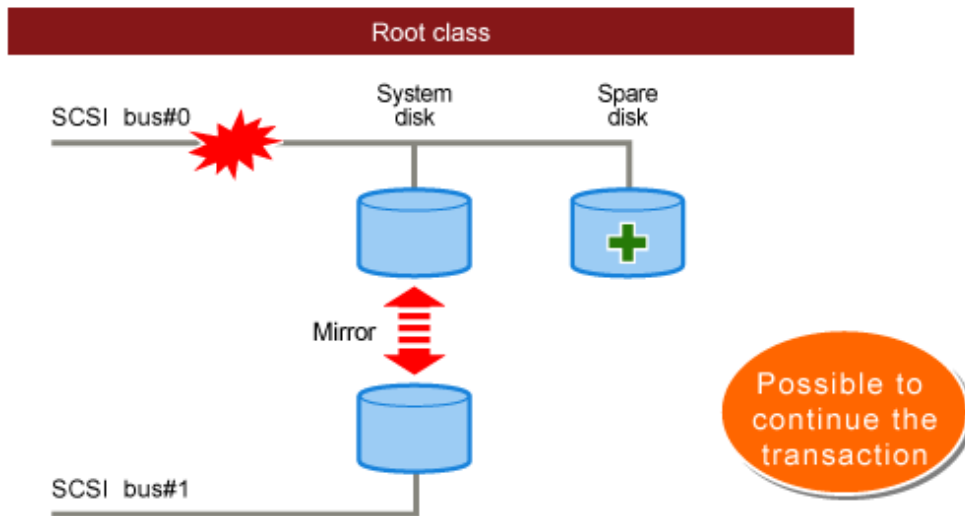 Root class
SCSI bus#0
System
disk
Spare
disk
Mirror
Possible to
continue the
transaction
SCSI bus#1